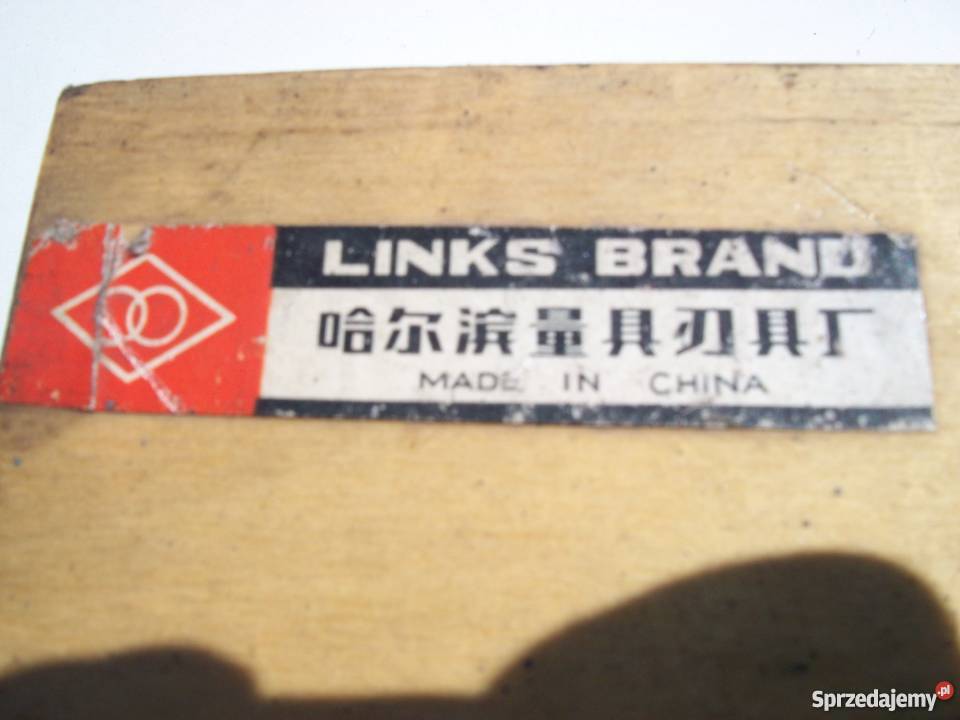 LINKS BRAND
哈尔滨量具刃具厂
MADE IN CHINA
Sprzedajemy.pl